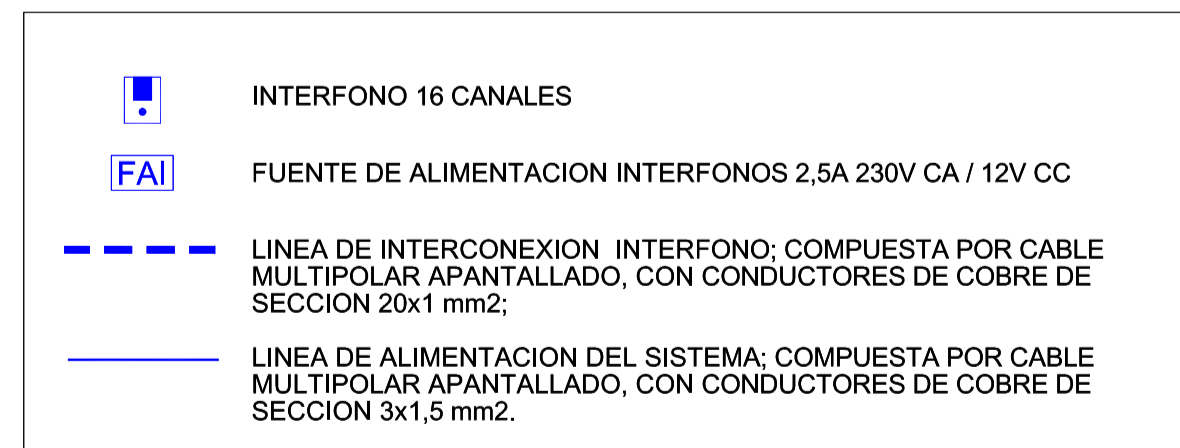 INTERFONO 16 CANALES
FAI
FUENTE DE ALIMENTACION INTERFONOS 2,5A 230V CA / 12V CC
LINEA DE INTERCONEXION  INTERFONO; COMPUESTA POR CABLE
MULTIPOLAR APANTALLADO, CON CONDUCTORES DE COBRE DE
SECCION 20x1 mm2;
LINEA DE ALIMENTACION DEL SISTEMA; COMPUESTA POR CABLE
MULTIPOLAR APANTALLADO, CON CONDUCTORES DE COBRE DE
SECCION 3x1,5 mm2.